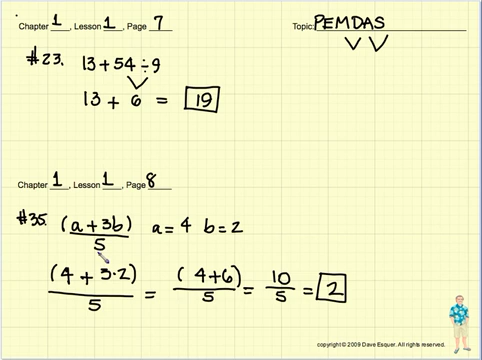 Chapter 1, Lesson 1, Page 7
Topic: PEMDAS
#23. 13 + 54 ÷ 9
13 + 6 = 19
Chapter 1, Lesson 1, Page 8
#35. (a + 3b) / 5 a = 4 b = 2
(4 + 3·2) / 5 = (4+6) / 5 = 10 / 5 = 2
copyright © 2009 Dave Esquer. All rights reserved.